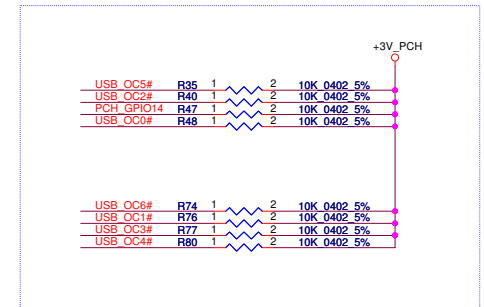 +3V_PCH
USB_OC5# R35 1 2 10K_0402_5%
USB_OC2# R40 1 2 10K_0402_5%
PCH_GPIO14 R47 1 2 10K_0402_5%
USB_OC0# R48 1 2 10K_0402_5%
USB_OC6# R74 1 2 10K_0402_5%
USB_OC1# R76 1 2 10K_0402_5%
USB_OC3# R77 1 2 10K_0402_5%
USB_OC4# R80 1 2 10K_0402_5%